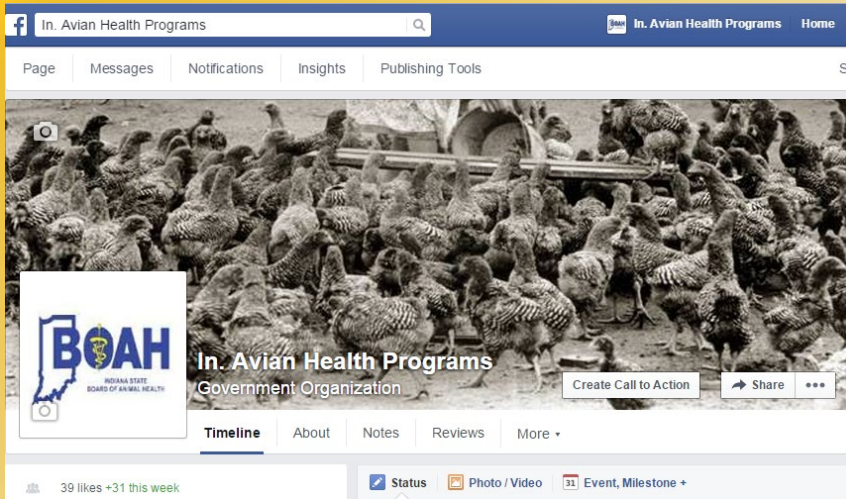 f In. Avian Health Programs
BOAH In. Avian Health Programs Home
Page Messages Notifications Insights Publishing Tools S
BOAH
INDIANA STATE
BOARD OF ANIMAL HEALTH
In. Avian Health Programs
Government Organization
Create Call to Action Share •••
Timeline About Notes Reviews More
39 likes +31 this week
Status Photo / Video 31 Event, Milestone +